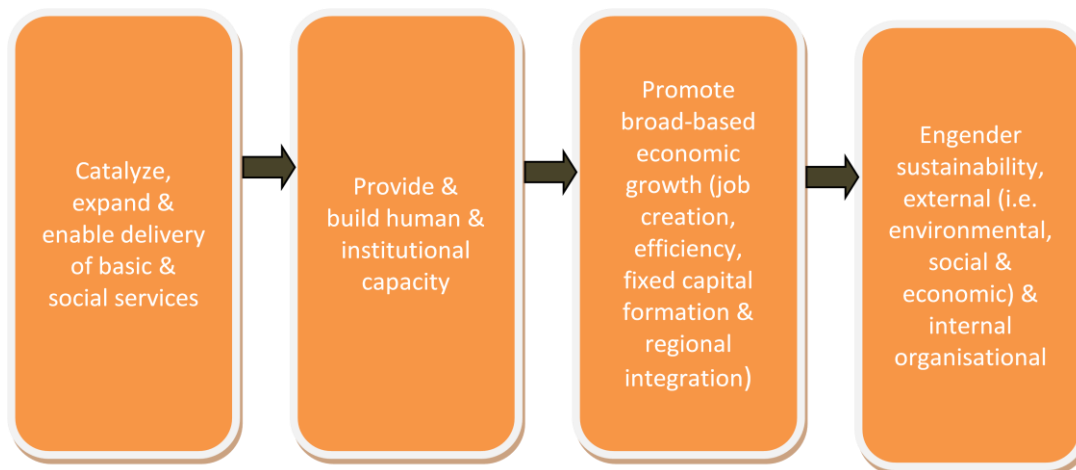 Catalyze,
expand &
enable delivery
of basic &
social services
Provide &
build human &
institutional
capacity
Promote
broad-based
economic
growth (job
creation,
efficiency,
fixed capital
formation &
regional
integration)
Engender
sustainability,
external (i.e.
environmental,
social &
economic) &
internal
organisational